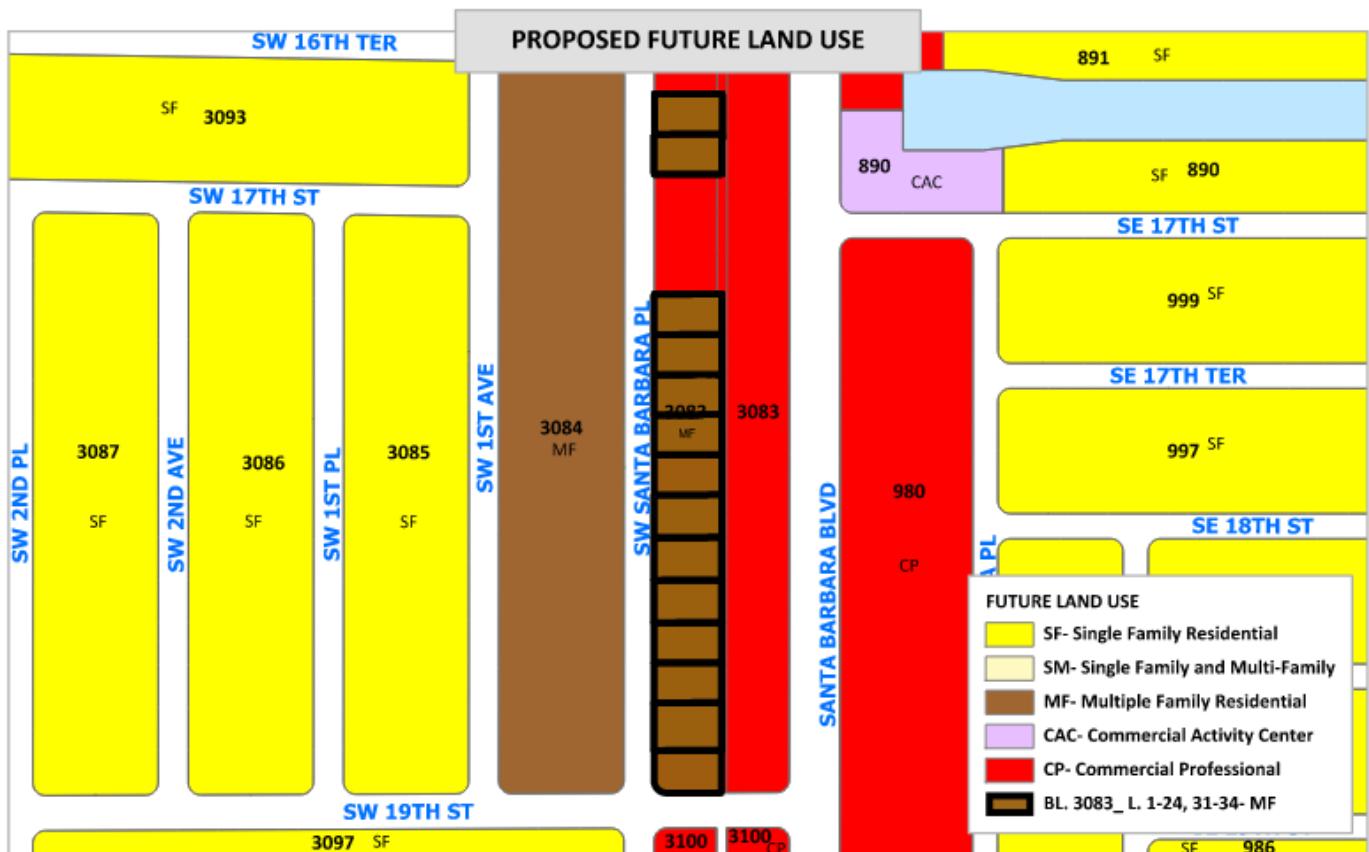 PROPOSED FUTURE LAND USE
SW 16TH TER
891 SF
SF 3093
890
CAC
SF 890
SW 17TH ST
SE 17TH ST
999 SF
SW SANTA BARBARA PL
SE 17TH TER
SW 1ST AVE
3083
MF
3083
3084
MF
3087
3086
3085
997 SF
SW 2ND PL
SW 2ND AVE
SW 1ST PL
980
SF
SF
SF
SE 18TH ST
SANTA BARBARA BLVD
CP
A PL
FUTURE LAND USE
SF- Single Family Residential
SM- Single Family and Multi-Family
MF- Multiple Family Residential
CAC- Commercial Activity Center
CP- Commercial Professional
BL. 3083_ L. 1-24, 31-34- MF
SW 19TH ST
3097 SF
3100
3100
CP
SF 986